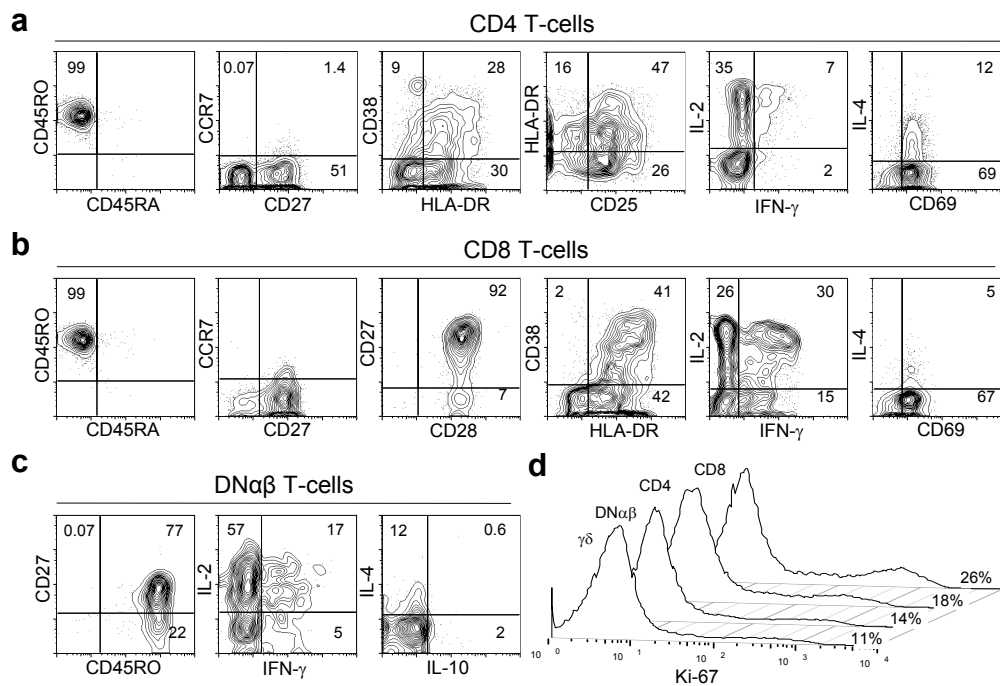 a
CD4 T-cells
99
CD45RO
CD45RA
0.07 1.4
51
CCR7
CD27
9 28
30
CD38
HLA-DR
16 47
26
HLA-DR
CD25
35 7
2
IL-2
IFN-γ
12
69
IL-4
CD69
b
CD8 T-cells
99
CD45RO
CD45RA
CCR7
CD27
92
7
CD27
CD28
2 41
42
CD38
HLA-DR
26 30
15
IL-2
IFN-γ
5
67
IL-4
CD69
c
DNαβ T-cells
0.07 77
22
CD27
CD45RO
57 17
5
IL-2
IFN-γ
12 0.6
2
IL-4
IL-10
d
CD8
CD4
DNαβ
γδ
26%
18%
14%
11%
10 0
10 1
10 2
10 3
10 4
Ki-67